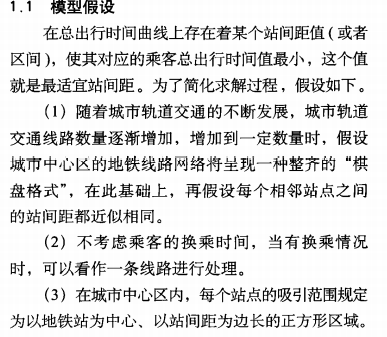 1.1 模型假设
在总出行时间曲线上存在着某个站间距值(或者
区间)，使其对应的乘客总出行时间值最小，这个值
就是最适宜站间距。为了简化求解过程，假设如下。
(1) 随着城市轨道交通的不断发展，城市轨道
交通线路数量逐渐增加，增加到一定数量时，假设
城市中心区的地铁线路网络将呈现一种整齐的“棋
盘格式”，在此基础上，再假设每个相邻站点之间
的站间距都近似相同。
(2) 不考虑乘客的换乘时间，当有换乘情况
时，可以看作一条线路进行处理。
(3) 在城市中心区内，每个站点的吸引范围规定
为以地铁站为中心、以站间距为边长的正方形区域。